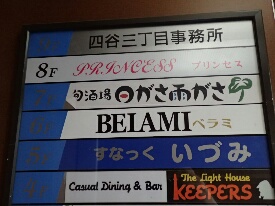 四谷三丁目事務所
8F PRINCESS プリンセス
旬酒場 日がさ雨がさ
BELAMI ベラミ
すなっく いづみ
Casual Dining & Bar The Light House KEEPERS